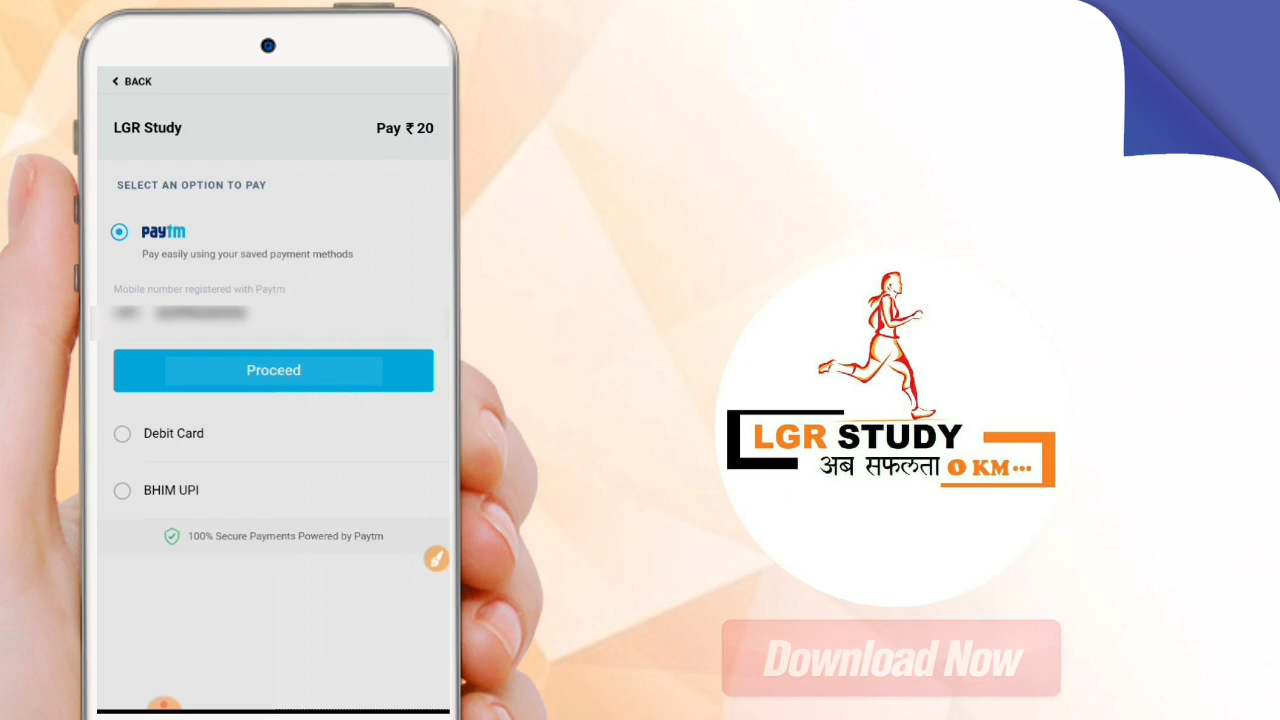 BACK
LGR Study Pay ₹ 20
SELECT AN OPTION TO PAY
paytm
Pay easily using your saved payment methods
Mobile number registered with Paytm
Proceed
Debit Card
BHIM UPI
100% Secure Payments Powered by Paytm
LGR STUDY
अब सफलता 0 KM...
Download Now